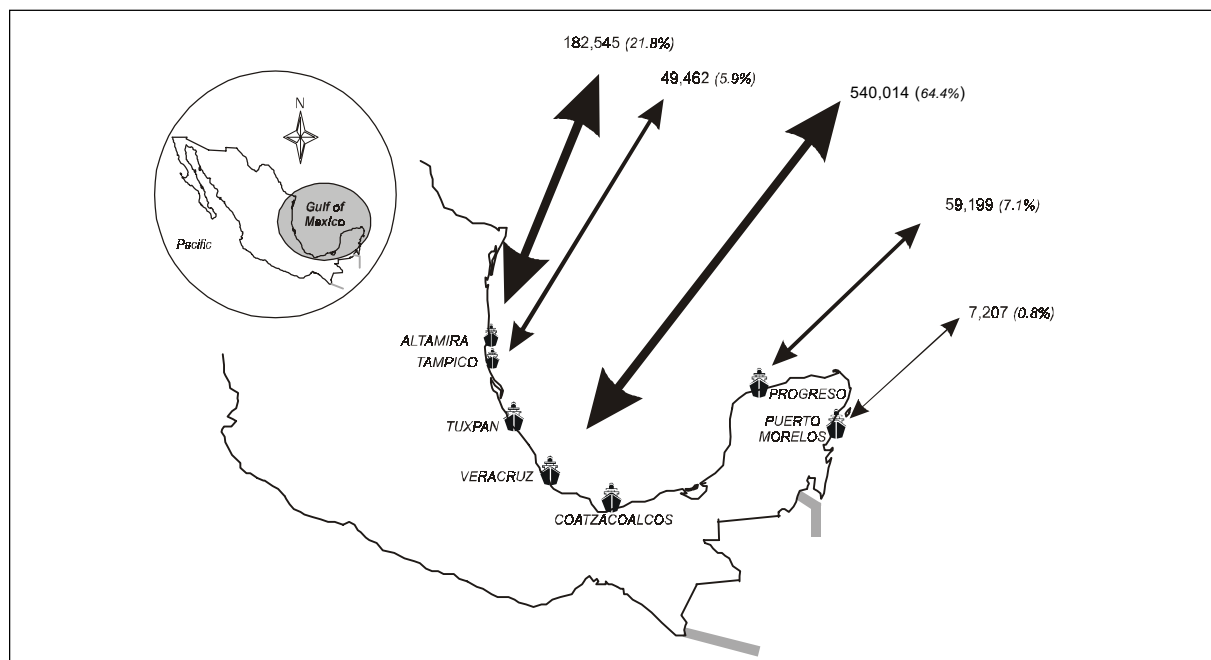 182,545 (21.8%)
49,462 (5.9%)
540,014 (64.4%)
N
Gulf of
Mexico
Pacific
59,199 (7.1%)
7,207 (0.8%)
ALTAMIRA
TAMPICO
PROGRESO
TUXPAN
PUERTO
MORELOS
VERACRUZ
COATZACOALCOS